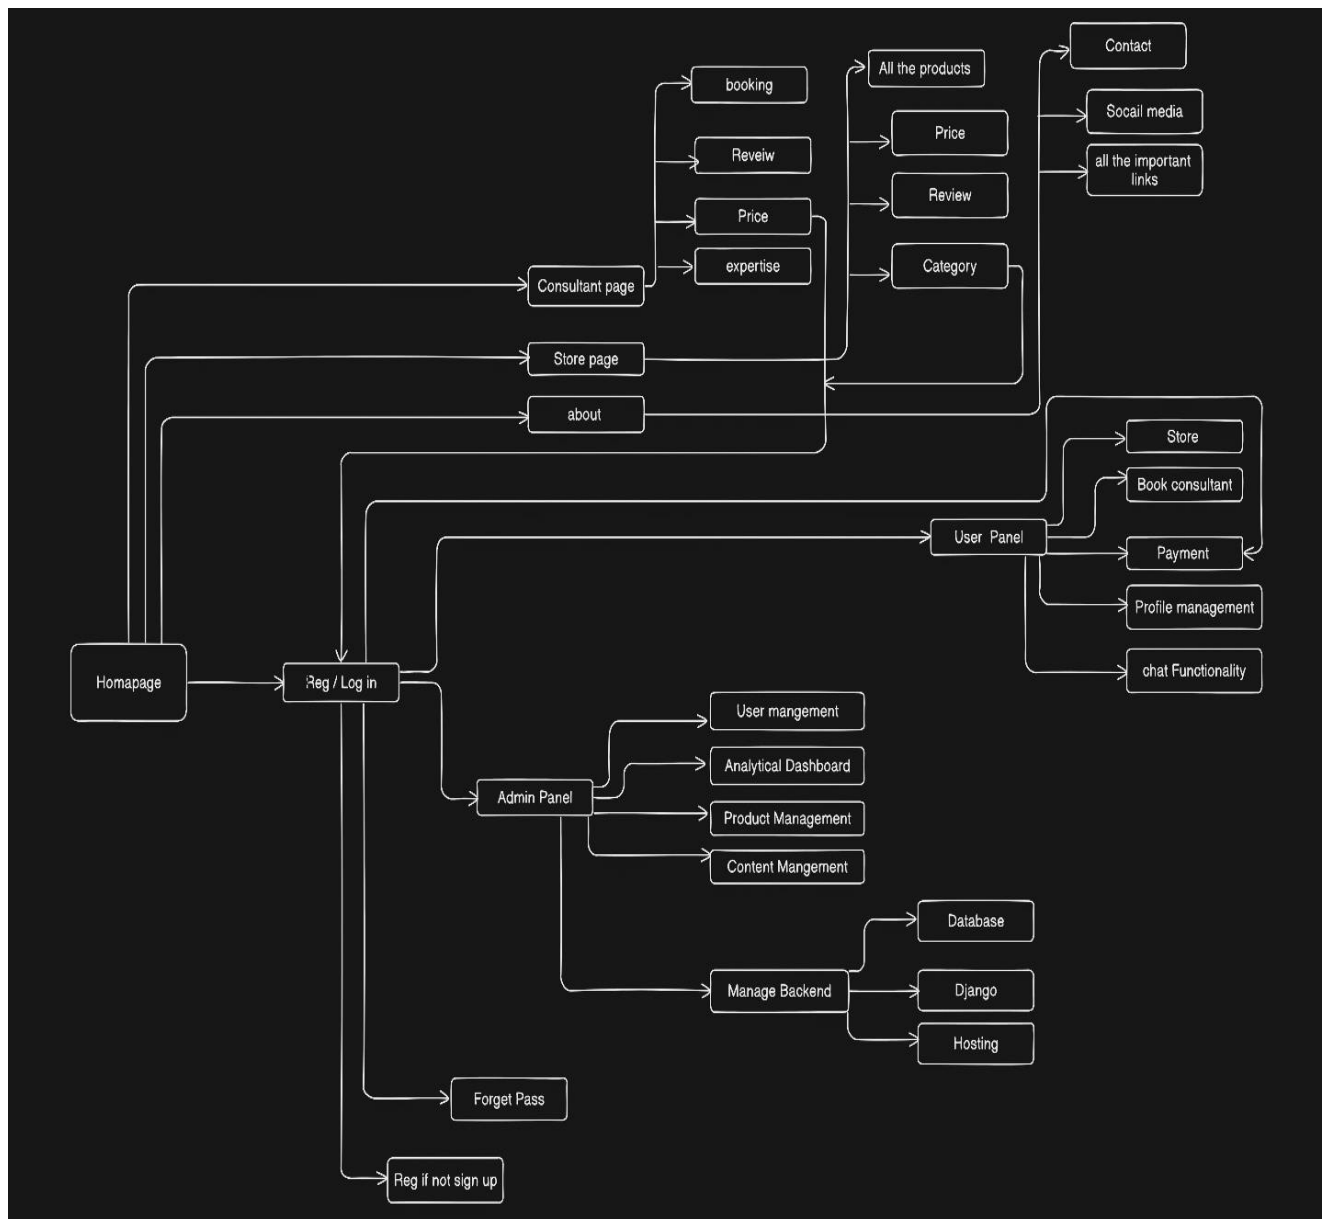 Contact
All the products
booking
Socail media
Price
Reveiw
all the important
links
Review
Price
Category
expertise
Consultant page
Store page
about
Store
Book consultant
User Panel
Payment
Profile management
chat Functionality
Homapage
Reg / Log in
User mangement
Analytical Dashboard
Admin Panel
Product Management
Content Mangement
Database
Manage Backend
Django
Hosting
Forget Pass
Reg if not sign up